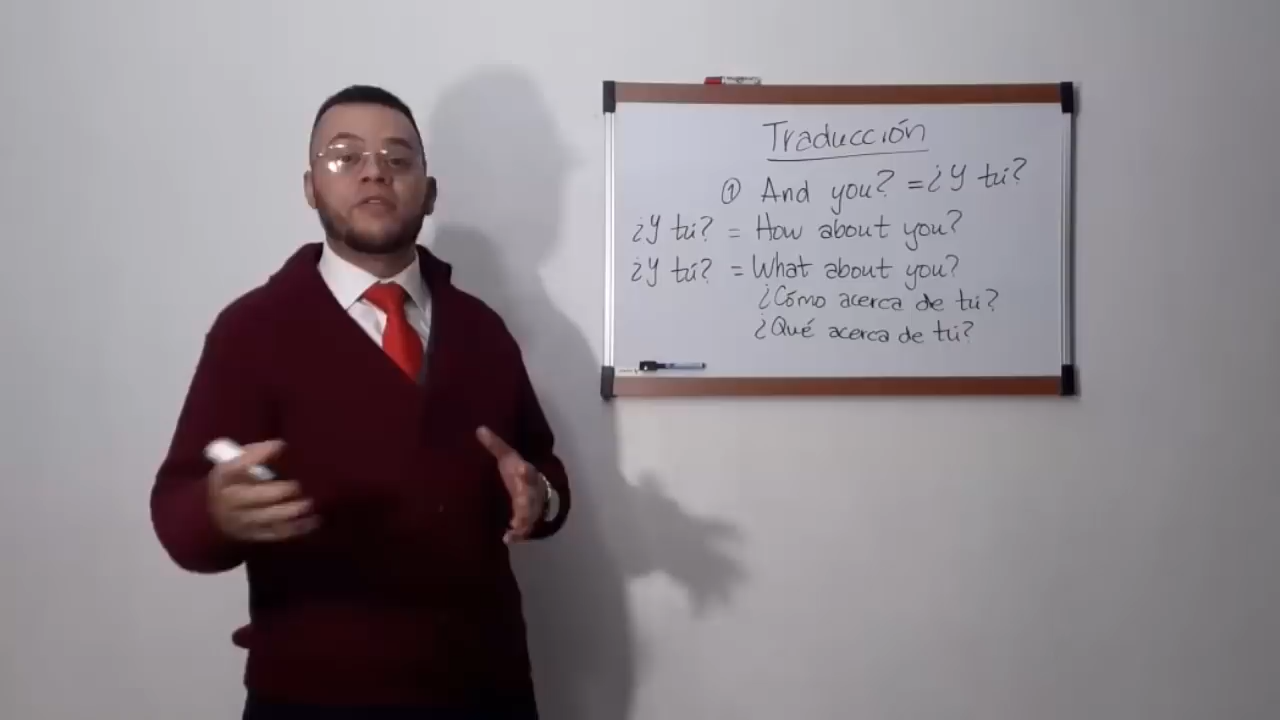 Traducción
① And you? = ¿Y tú?
¿Y tú? = How about you?
¿Y tú? = What about you?
¿Cómo acerca de tú?
¿Qué acerca de tú?